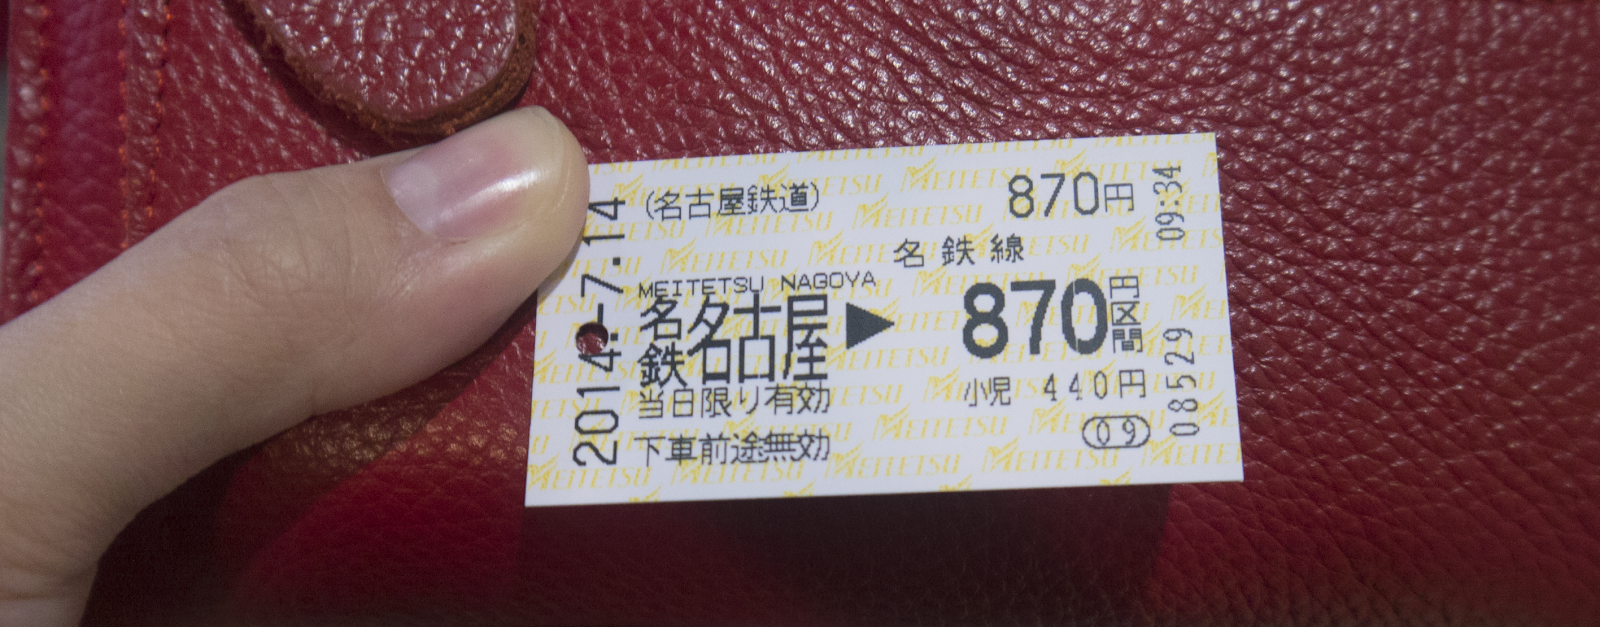 (名古屋鉄道)
870円
名鉄線
MEITETSU NAGOYA
名鉄名古屋▶870円区間
当日限り有効
小児 440円
下車前途無効
09
2014.-7.14
09:34
08529
MEITETSU